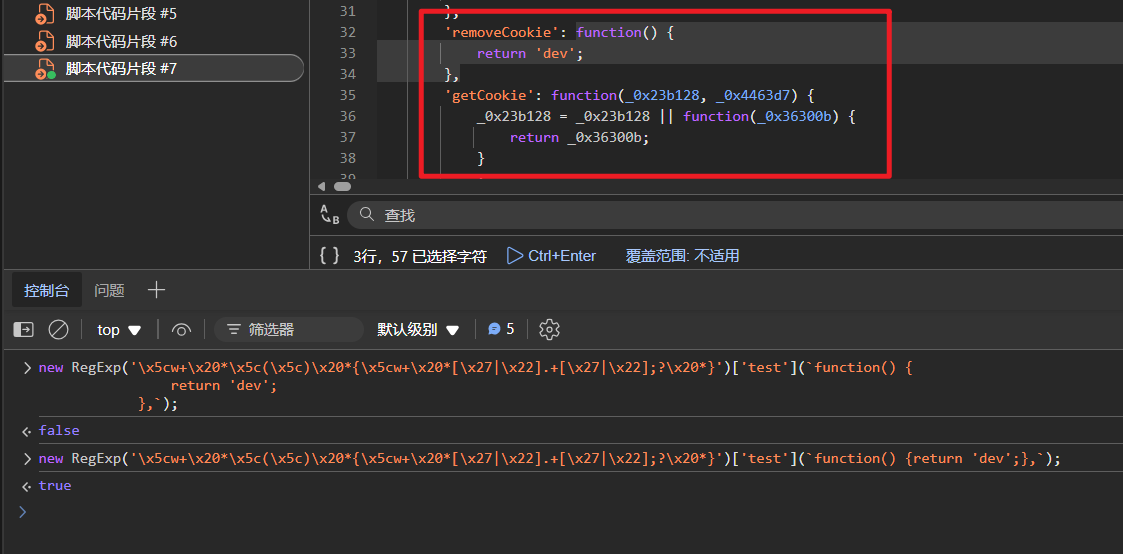 脚本代码片段 #5
脚本代码片段 #6
脚本代码片段 #7
31 },
32 'removeCookie': function() {
33 return 'dev';
34 },
35 'getCookie': function(_0x23b128, _0x4463d7) {
36 _0x23b128 = _0x23b128 || function(_0x36300b) {
37 return _0x36300b;
38 }
39
查找
{ } 3行，57 已选择字符 Ctrl+Enter 覆盖范围: 不适用
控制台 问题
top 筛选器 默认级别 5
new RegExp('\x5cw+\x20*\x5c(\x5c)\x20*{\x5cw+\x20*[\x27|\x22].+[\x27|\x22];?\x20*}')['test'](`function() {
return 'dev';
},`);
false
new RegExp('\x5cw+\x20*\x5c(\x5c)\x20*{\x5cw+\x20*[\x27|\x22].+[\x27|\x22];?\x20*}')['test'](`function() {return 'dev';},`);
true